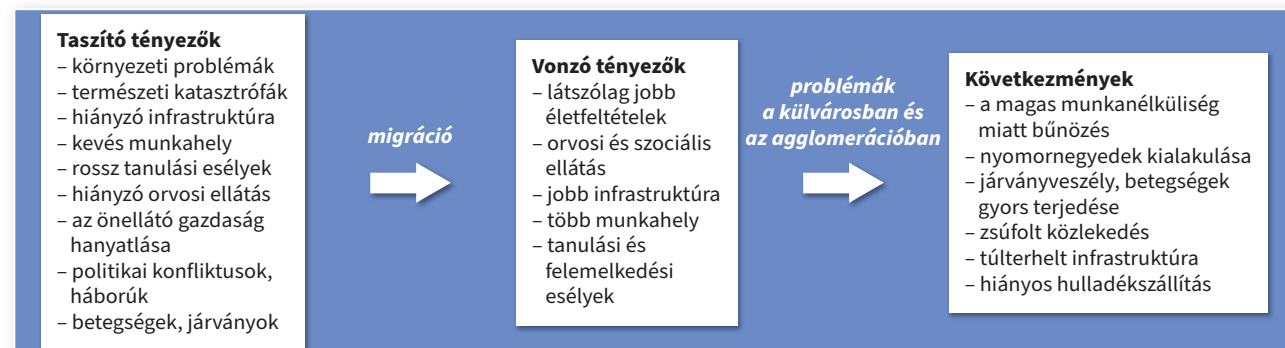 Taszító tényezők
– környezeti problémák
– természeti katasztrófák
– hiányzó infrastruktúra
– kevés munkahely
– rossz tanulási esélyek
– hiányzó orvosi ellátás
– az önellátó gazdaság
hanyatlása
– politikai konfliktusok,
háborúk
– betegségek, járványok
migráció
Vonzó tényezők
– látszólag jobb
életfeltételek
– orvosi és szociális
ellátás
– jobb infrastruktúra
– több munkahely
– tanulási és
felemelkedési
esélyek
problémák
a külvárosban és
az agglomerációban
Következmények
– a magas munkanélküliség
miatt bűnözés
– nyomornegyedek kialakulása
– járványveszély, betegségek
gyors terjedése
– zsúfolt közlekedés
– túlterhelt infrastruktúra
– hiányos hulladékszállítás